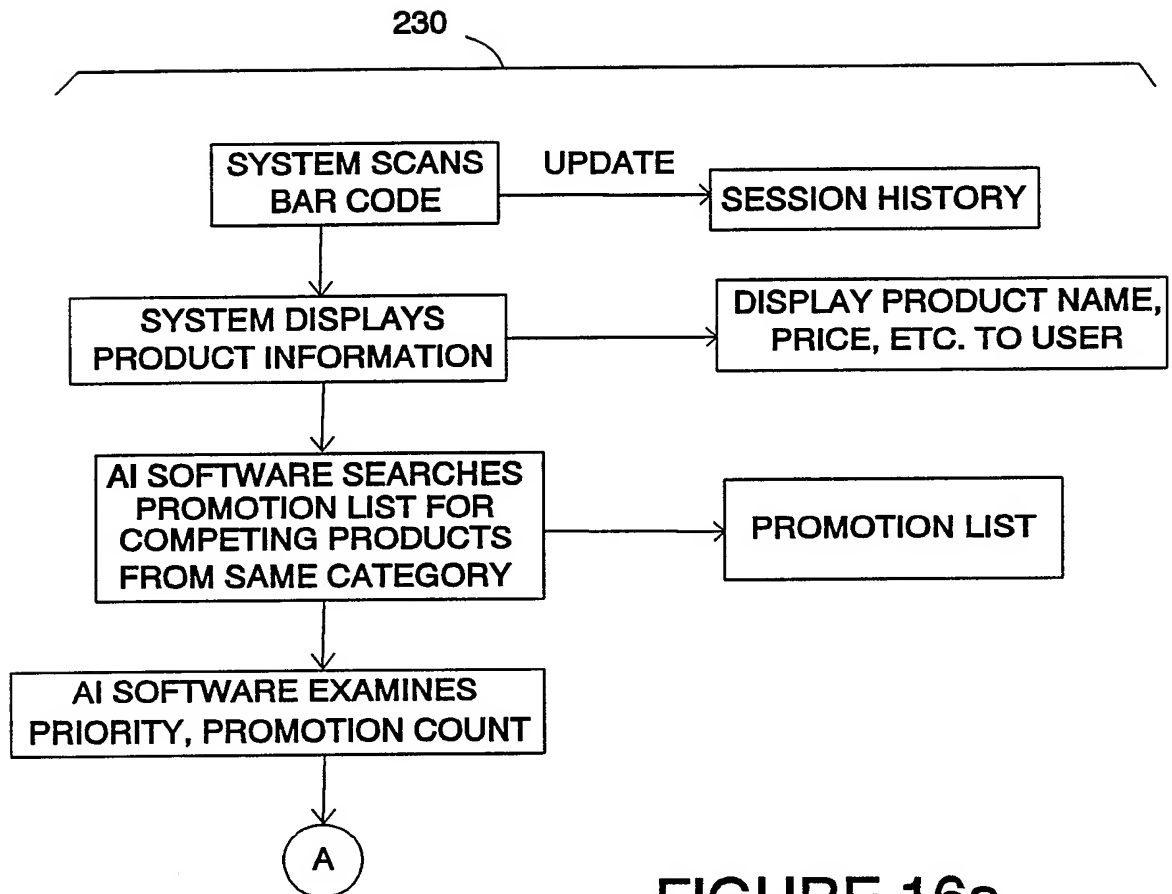 230
SYSTEM SCANS
BAR CODE
UPDATE
SESSION HISTORY
SYSTEM DISPLAYS
PRODUCT INFORMATION
DISPLAY PRODUCT NAME,
PRICE, ETC. TO USER
AI SOFTWARE SEARCHES
PROMOTION LIST FOR
COMPETING PRODUCTS
FROM SAME CATEGORY
PROMOTION LIST
AI SOFTWARE EXAMINES
PRIORITY, PROMOTION COUNT
A
FIGURE 16a